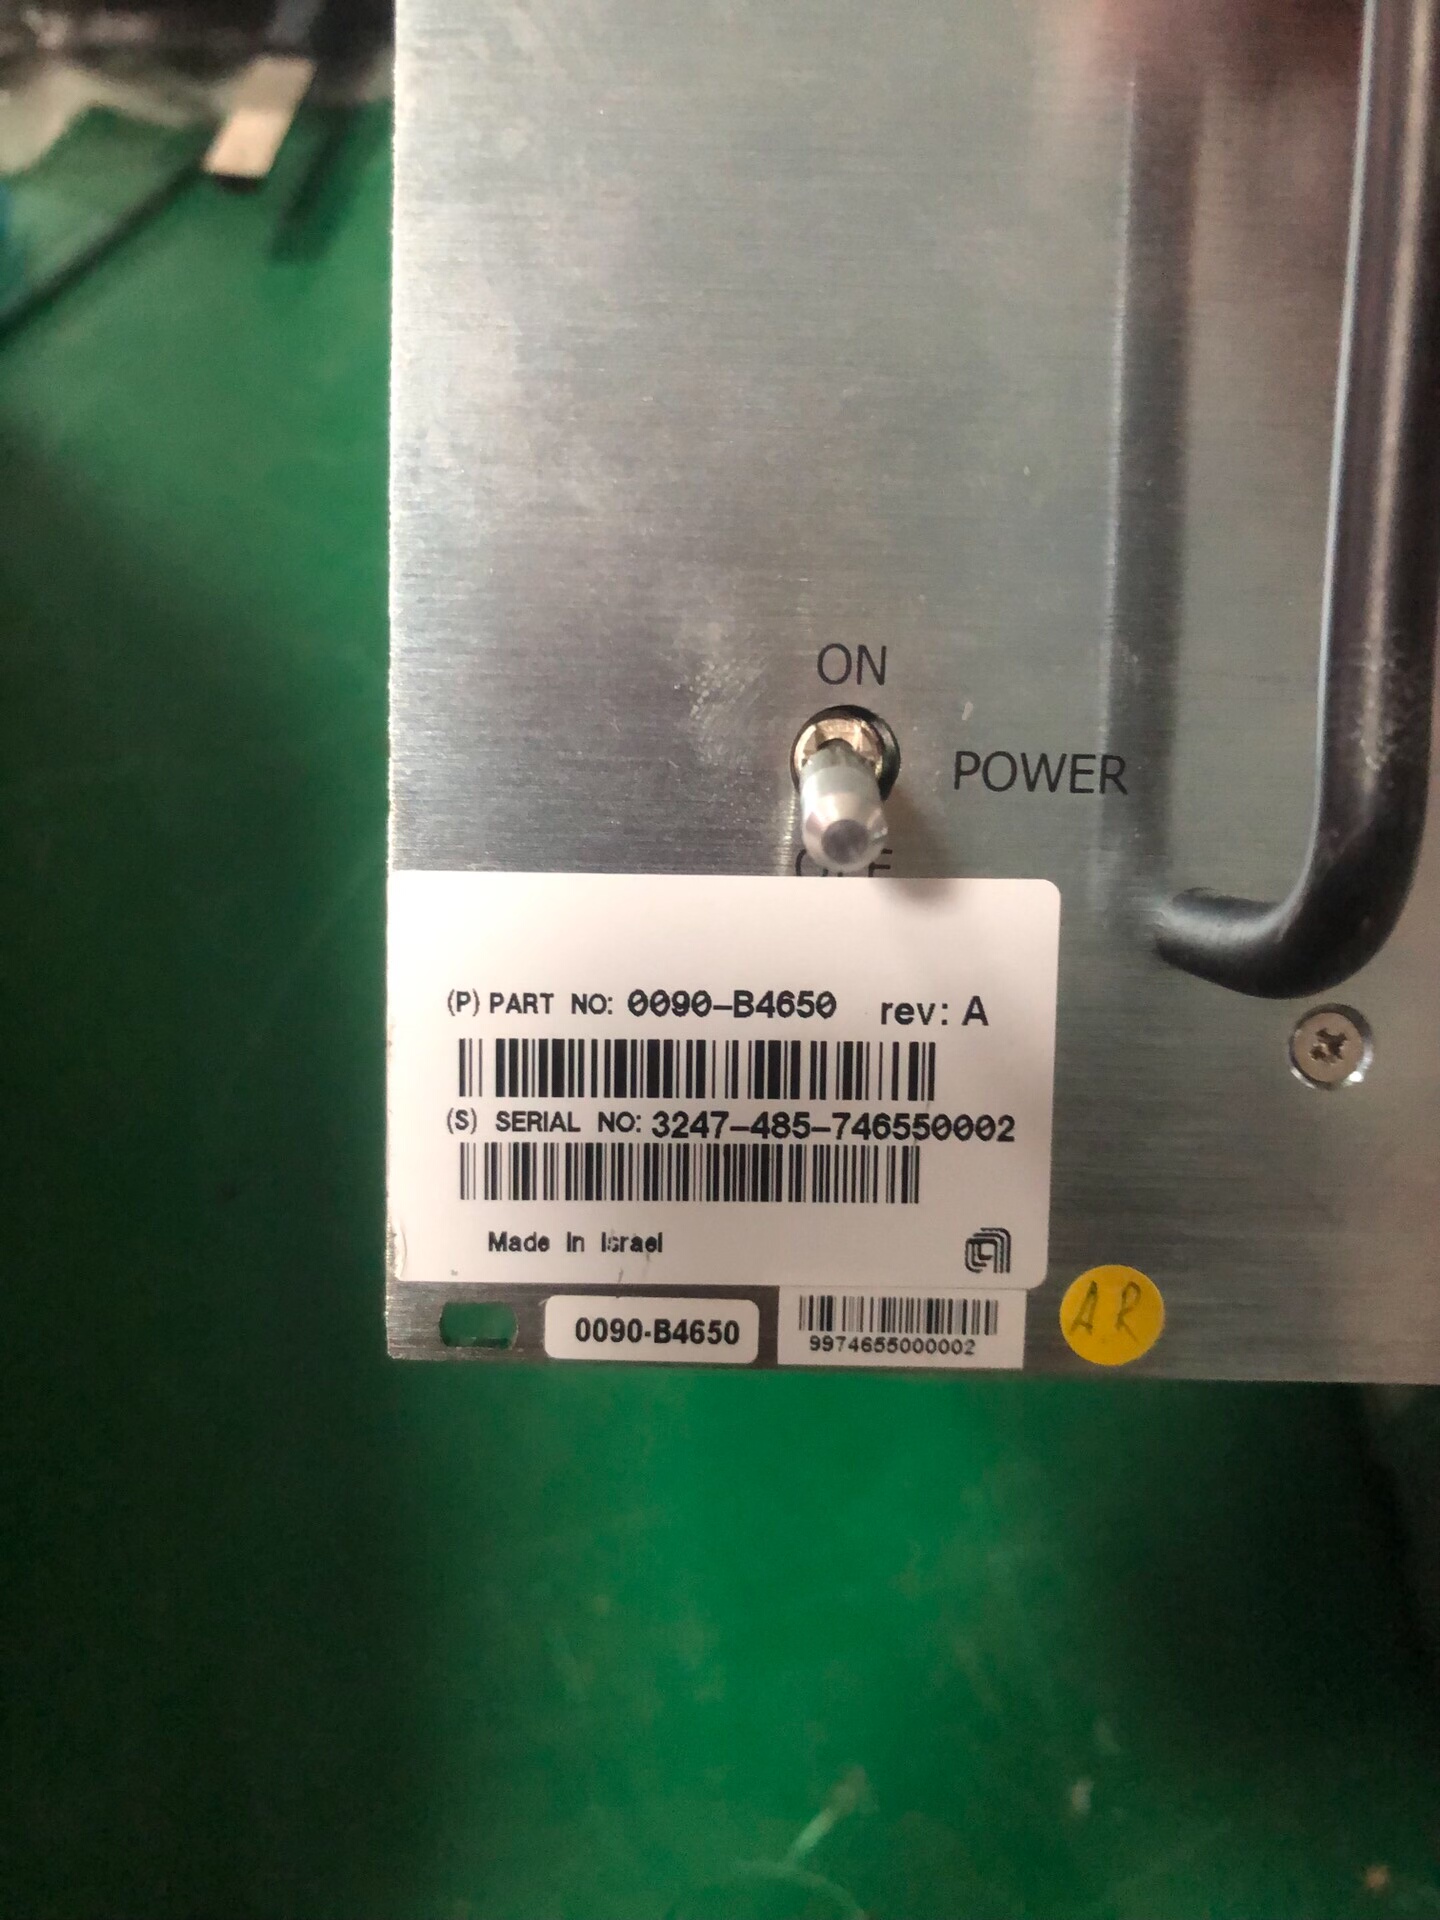 ON
POWER
OFF
(P) PART NO: 0090-B4650 rev: A
(S) SERIAL NO: 3247-485-746550002
Made In Israel
0090-B4650
9974655000002
AR